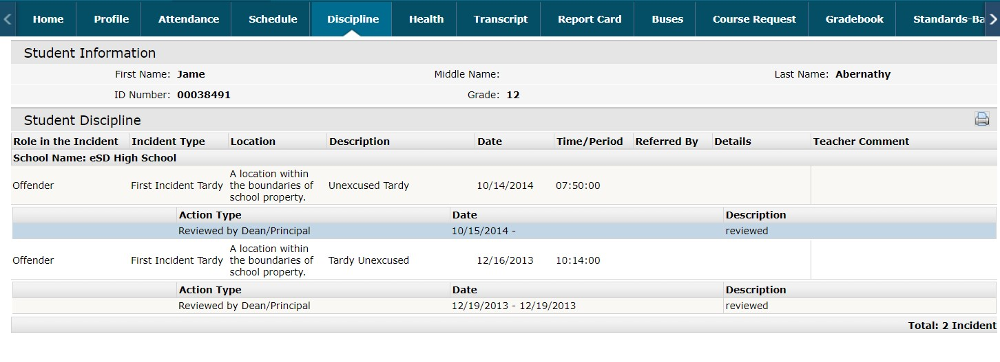 Home Profile Attendance Schedule Discipline Health Transcript Report Card Buses Course Request Gradebook Standards-Ba
Student Information
First Name: Jame Middle Name: Last Name: Abernathy
ID Number: 00038491 Grade: 12
Student Discipline
Role in the Incident Incident Type Location Description Date Time/Period Referred By Details Teacher Comment
School Name: eSD High School
A location within
Offender First Incident Tardy the boundaries of Unexcused Tardy 10/14/2014 07:50:00
school property.
Action Type Date Description
Reviewed by Dean/Principal 10/15/2014 - reviewed
A location within
Offender First Incident Tardy the boundaries of Tardy Unexcused 12/16/2013 10:14:00
school property.
Action Type Date Description
Reviewed by Dean/Principal 12/19/2013 - 12/19/2013 reviewed
Total: 2 Incident